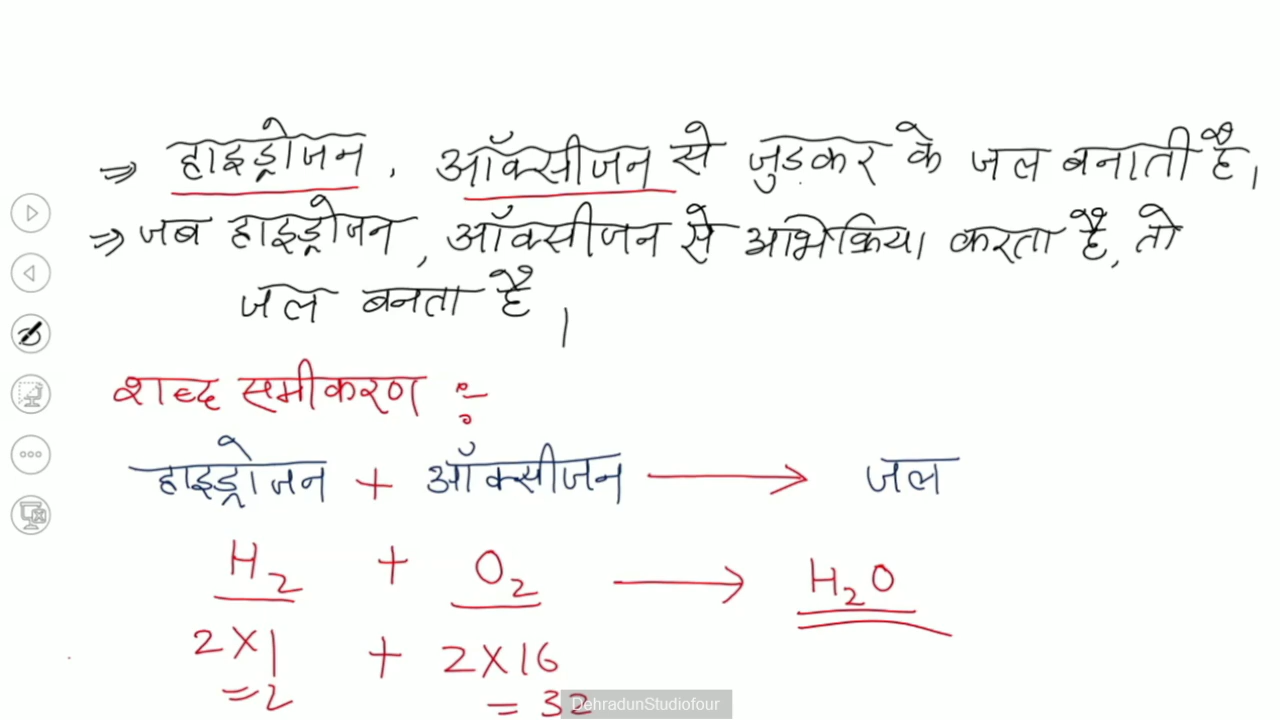 ⇒ हाइड्रोजन, ऑक्सीजन से जुड़कर के जल बनाती है।
⇒ जब हाइड्रोजन, ऑक्सीजन से अभिक्रिया करता है, तो
जल बनता है।
शब्द समीकरण :-
हाइड्रोजन + ऑक्सीजन → जल
H₂ + O₂ → H₂O
2×1 + 2×16
=2 = 32
DehradunStudiofour